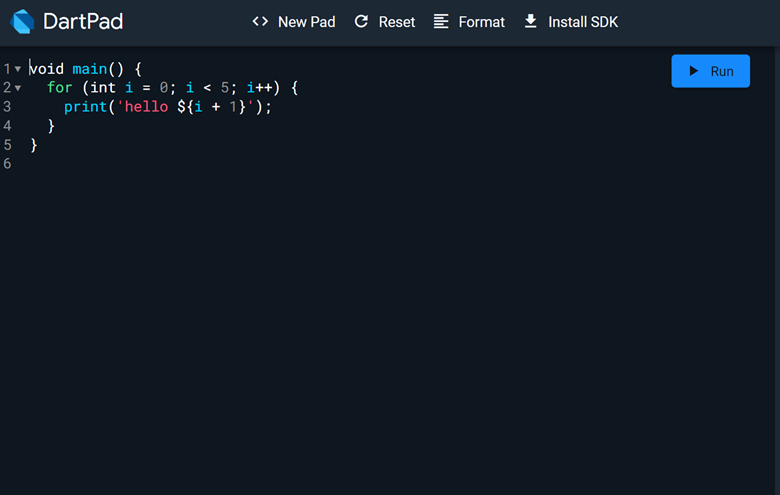 DartPad
<> New Pad
Reset
Format
Install SDK
Run
1 void main() {
2   for (int i = 0; i < 5; i++) {
3     print('hello ${i + 1}');
4   }
5 }
6